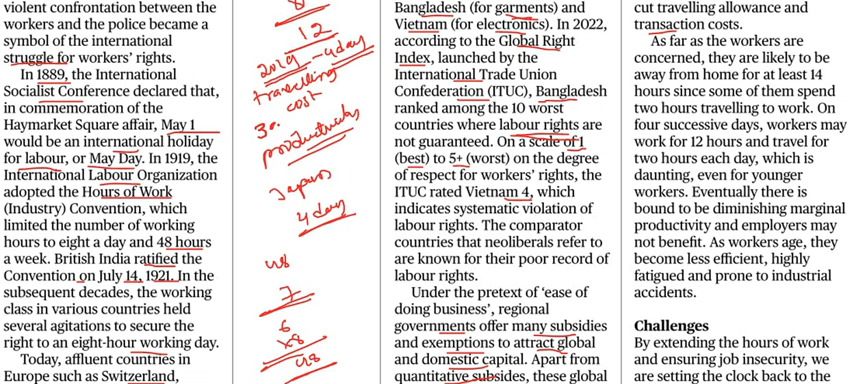 violent confrontation between the
workers and the police became a
symbol of the international
struggle for workers' rights.
In 1889, the International
Socialist Conference declared that,
in commemoration of the
Haymarket Square affair, May 1
would be an international holiday
for labour, or May Day. In 1919, the
International Labour Organization
adopted the Hours of Work
(Industry) Convention, which
limited the number of working
hours to eight a day and 48 hours
a week. British India ratified the
Convention on July 14, 1921. In the
subsequent decades, the working
class in various countries held
several agitations to secure the
right to an eight-hour working day.
Today, affluent countries in
Europe such as Switzerland,
8
12
2019 - 4 day
travelling
cost
Japan
4 day
48
7
6
x8
48
Bangladesh (for garments) and
Vietnam (for electronics). In 2022,
according to the Global Right
Index, launched by the
International Trade Union
Confederation (ITUC), Bangladesh
ranked among the 10 worst
countries where labour rights are
not guaranteed. On a scale of 1
(best) to 5+ (worst) on the degree
of respect for workers' rights, the
ITUC rated Vietnam 4, which
indicates systematic violation of
labour rights. The comparator
countries that neoliberals refer to
are known for their poor record of
labour rights.
Under the pretext of 'ease of
doing business', regional
governments offer many subsidies
and exemptions to attract global
and domestic capital. Apart from
quantitative subsides, these global
cut travelling allowance and
transaction costs.
As far as the workers are
concerned, they are likely to be
away from home for at least 14
hours since some of them spend
two hours travelling to work. On
four successive days, workers may
work for 12 hours and travel for
two hours each day, which is
daunting, even for younger
workers. Eventually there is
bound to be diminishing marginal
productivity and employers may
not benefit. As workers age, they
become less efficient, highly
fatigued and prone to industrial
accidents.
Challenges
By extending the hours of work
and ensuring job insecurity, we
are setting the clock back to the